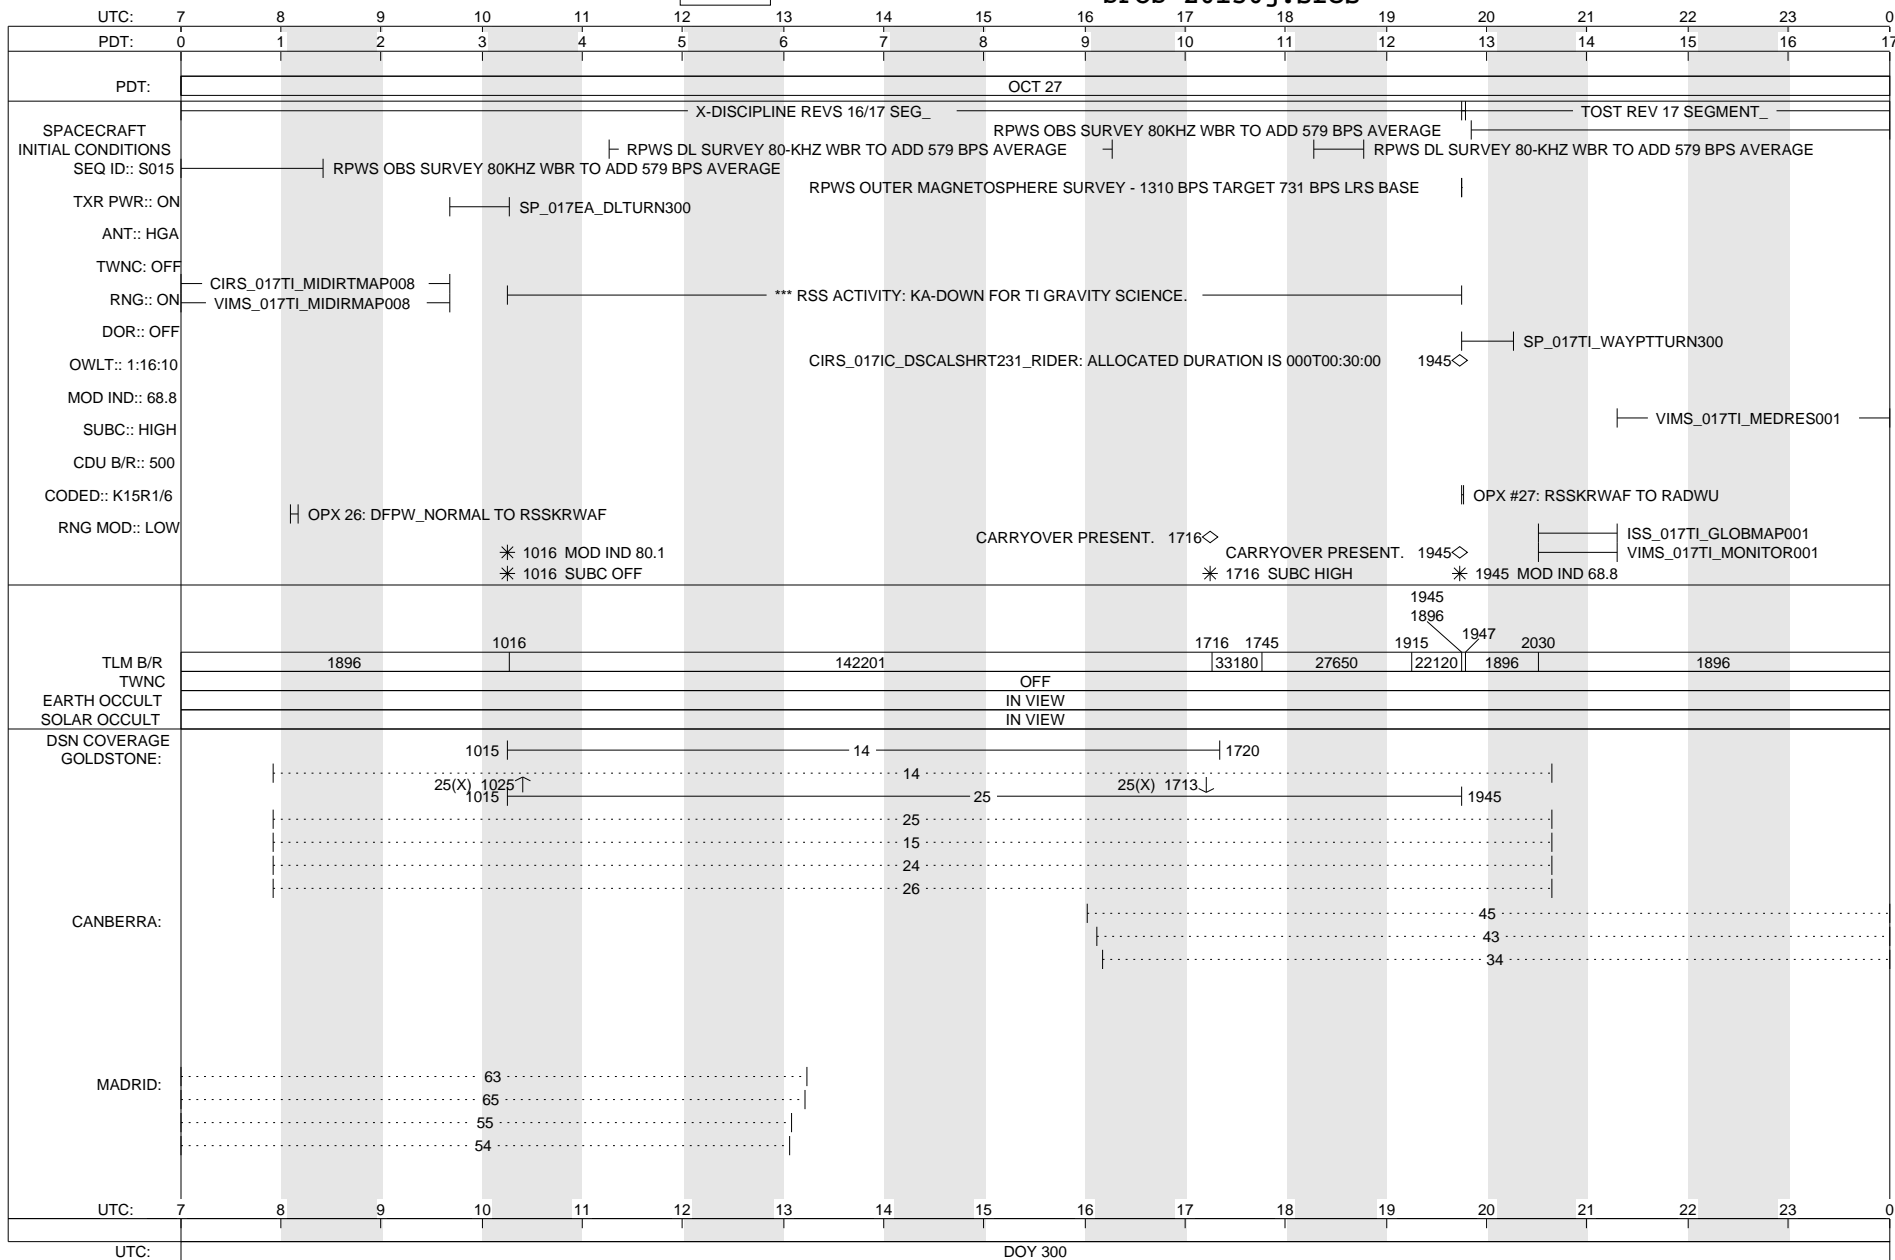 UTC: 7 8 9 10 11 12 13 14 15 16 17 18 19 20 21 22 23 0
PDT: 0 1 2 3 4 5 6 7 8 9 10 11 12 13 14 15 16 17
PDT: OCT 27
X-DISCIPLINE REVS 16/17 SEG_ TOST REV 17 SEGMENT_
SPACECRAFT
RPWS OBS SURVEY 80KHZ WBR TO ADD 579 BPS AVERAGE
INITIAL CONDITIONS
RPWS DL SURVEY 80-KHZ WBR TO ADD 579 BPS AVERAGE RPWS DL SURVEY 80-KHZ WBR TO ADD 579 BPS AVERAGE
SEQ ID:: S015 RPWS OBS SURVEY 80KHZ WBR TO ADD 579 BPS AVERAGE
RPWS OUTER MAGNETOSPHERE SURVEY - 1310 BPS TARGET 731 BPS LRS BASE
TXR PWR:: ON SP_017EA_DLTURN300
ANT:: HGA
TWNC: OFF
CIRS_017TI_MIDIRTMAP008
RNG:: ON *** RSS ACTIVITY: KA-DOWN FOR TI GRAVITY SCIENCE.
VIMS_017TI_MIDIRMAP008
DOR:: OFF
SP_017TI_WAYPTTURN300
OWLT:: 1:16:10 CIRS_017IC_DSCALSHRT231_RIDER: ALLOCATED DURATION IS 000T00:30:00 1945
MOD IND:: 68.8
VIMS_017TI_MEDRES001
SUBC:: HIGH
CDU B/R:: 500
CODED:: K15R1/6 OPX #27: RSSKRWAF TO RADWU
OPX 26: DFPW_NORMAL TO RSSKRWAF
RNG MOD:: LOW
ISS_017TI_GLOBMAP001
CARRYOVER PRESENT. 1716
1016 MOD IND 80.1 CARRYOVER PRESENT. 1945 VIMS_017TI_MONITOR001
1016 SUBC OFF 1716 SUBC HIGH 1945 MOD IND 68.8
1945
1896
1947
1016 1716 1745 1915 2030
TLM B/R 1896 142201 33180 27650 22120 1896 1896
TWNC OFF
EARTH OCCULT IN VIEW
SOLAR OCCULT IN VIEW
DSN COVERAGE
1015 14 1720
GOLDSTONE:
14
25(X) 1025 25(X) 1713
1015 25 1945
25
15
24
26
45
CANBERRA:
43
34
63
MADRID:
65
55
54
UTC: 7 8 9 10 11 12 13 14 15 16 17 18 19 20 21 22 23 0
UTC: DOY 300